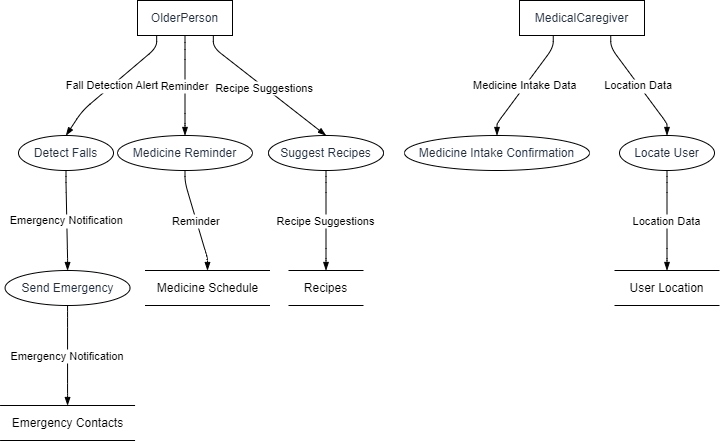 OlderPerson
MedicalCaregiver
Fall Detection Alert
Reminder
Recipe Suggestions
Medicine Intake Data
Location Data
Detect Falls
Medicine Reminder
Suggest Recipes
Medicine Intake Confirmation
Locate User
Emergency Notification
Reminder
Recipe Suggestions
Location Data
Send Emergency
Medicine Schedule
Recipes
User Location
Emergency Notification
Emergency Contacts